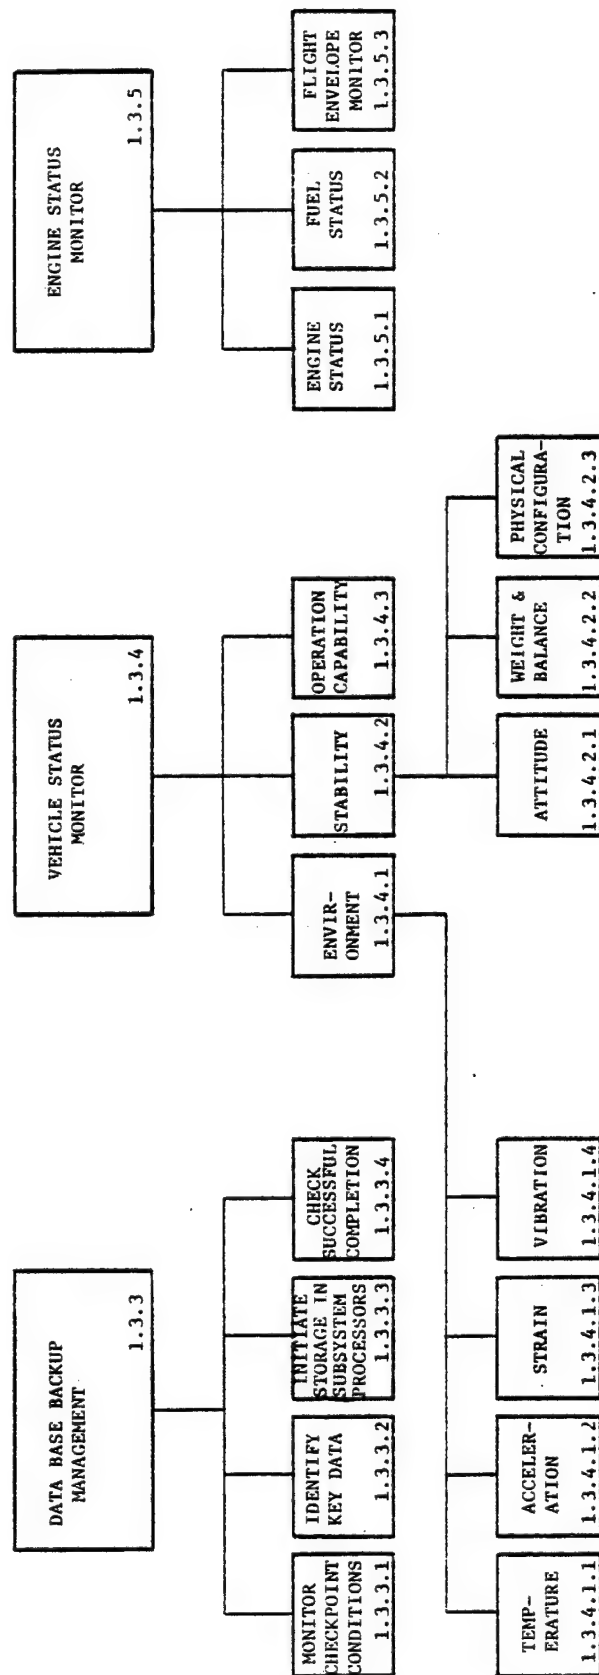 DATA BASE BACKUP
MANAGEMENT
1.3.3
MONITOR
CHECKPOINT
CONDITIONS
1.3.3.1
IDENTIFY
KEY DATA
1.3.3.2
INITIATE
STORAGE IN
SUBSYSTEM
PROCESSORS
1.3.3.3
CHECK
SUCCESSFUL
COMPLETION
1.3.3.4
VEHICLE STATUS
MONITOR
1.3.4
ENVIR-
ONMENT
1.3.4.1
STABILITY
1.3.4.2
OPERATION
CAPABILITY
1.3.4.3
TEMP-
ERATURE
1.3.4.1.1
ACCELER-
ATION
1.3.4.1.2
STRAIN
1.3.4.1.3
VIBRATION
1.3.4.1.4
ATTITUDE
1.3.4.2.1
WEIGHT &
BALANCE
1.3.4.2.2
PHYSICAL
CONFIGURA-
TION
1.3.4.2.3
ENGINE STATUS
MONITOR
1.3.5
ENGINE
STATUS
1.3.5.1
FUEL
STATUS
1.3.5.2
FLIGHT
ENVELOPE
MONITOR
1.3.5.3